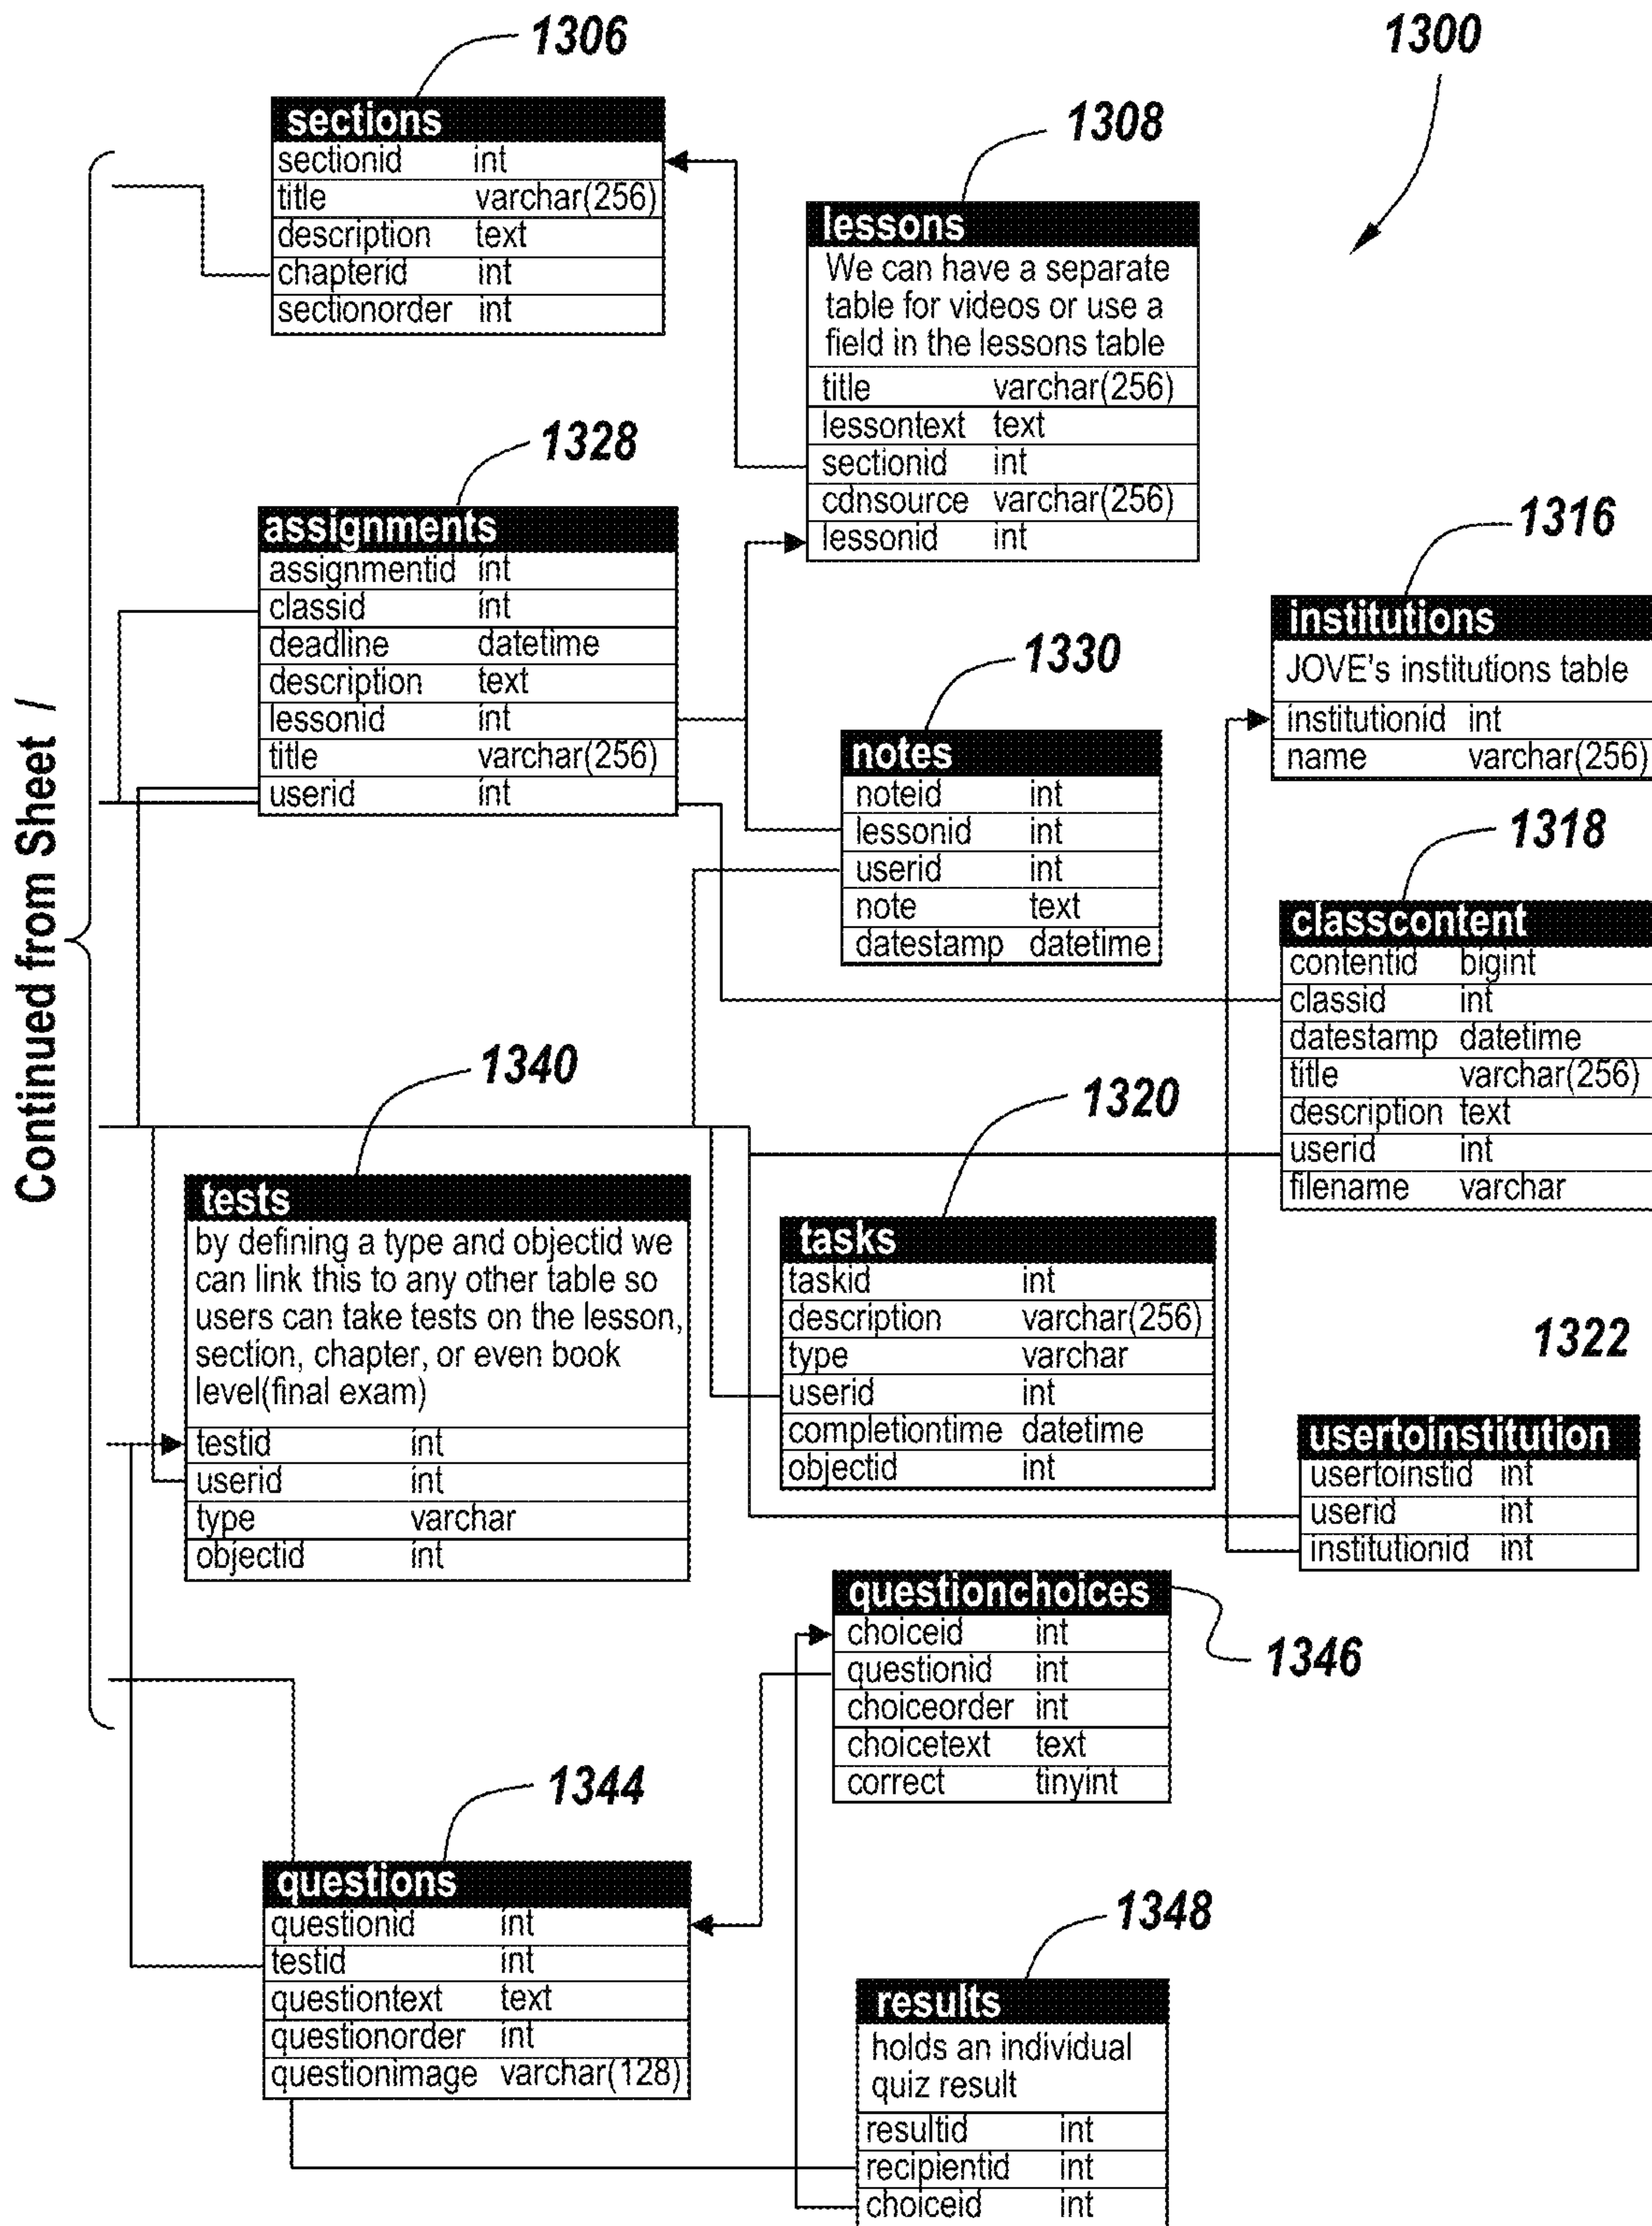 1300
1306
sections
sectionid int
title varchar(256)
description text
chapterid int
sectionorder int
1308
lessons
We can have a separate
table for videos or use a
field in the lessons table
title varchar(256)
lessontext text
sectionid int
cdnsource varchar(256)
lessonid int
1328
assignments
assignmentid int
classid int
deadline datetime
description text
lessonid int
title varchar(256)
userid int
1316
institutions
JOVE's institutions table
institutionid int
name varchar(256)
1330
notes
noteid int
lessonid int
userid int
note text
datestamp datetime
1318
classcontent
contentid bigint
classid int
datestamp datetime
title varchar(256)
description text
userid int
filename varchar
Continued from Sheet /
1340
tests
by defining a type and objectid we
can link this to any other table so
users can take tests on the lesson,
section, chapter, or even book
level(final exam)
testid int
userid int
type varchar
objectid int
1320
tasks
taskid int
description varchar(256)
type varchar
userid int
completiontime datetime
objectid int
1322
usertoinstitution
usertoinstid int
userid int
institutionid int
1346
questionchoices
choiceid int
questionid int
choiceorder int
choicetext text
correct tinyint
1344
questions
questionid int
testid int
questiontext text
questionorder int
questionimage varchar(128)
1348
results
holds an individual
quiz result
resultid int
recipientid int
choiceid int